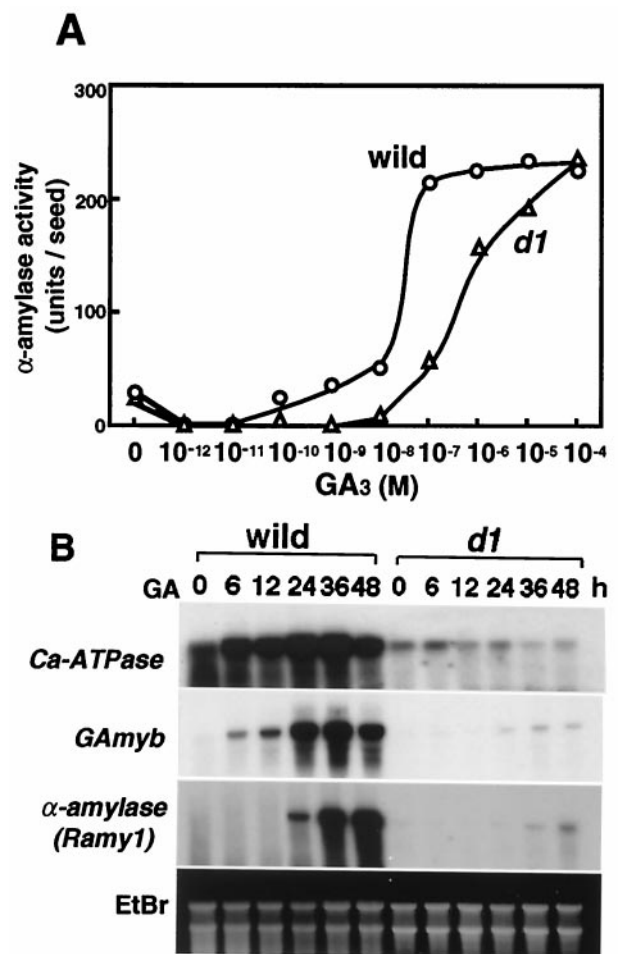 A
300
200
100
0
α-amylase activity
(units / seed)
wild
d1
0 10-12 10-11 10-10 10-9 10-8 10-7 10-6 10-5 10-4
GA3 (M)
B
wild d1
GA 0 6 12 24 36 48 0 6 12 24 36 48 h
Ca-ATPase
GAmyb
α-amylase
(Ramy1)
EtBr